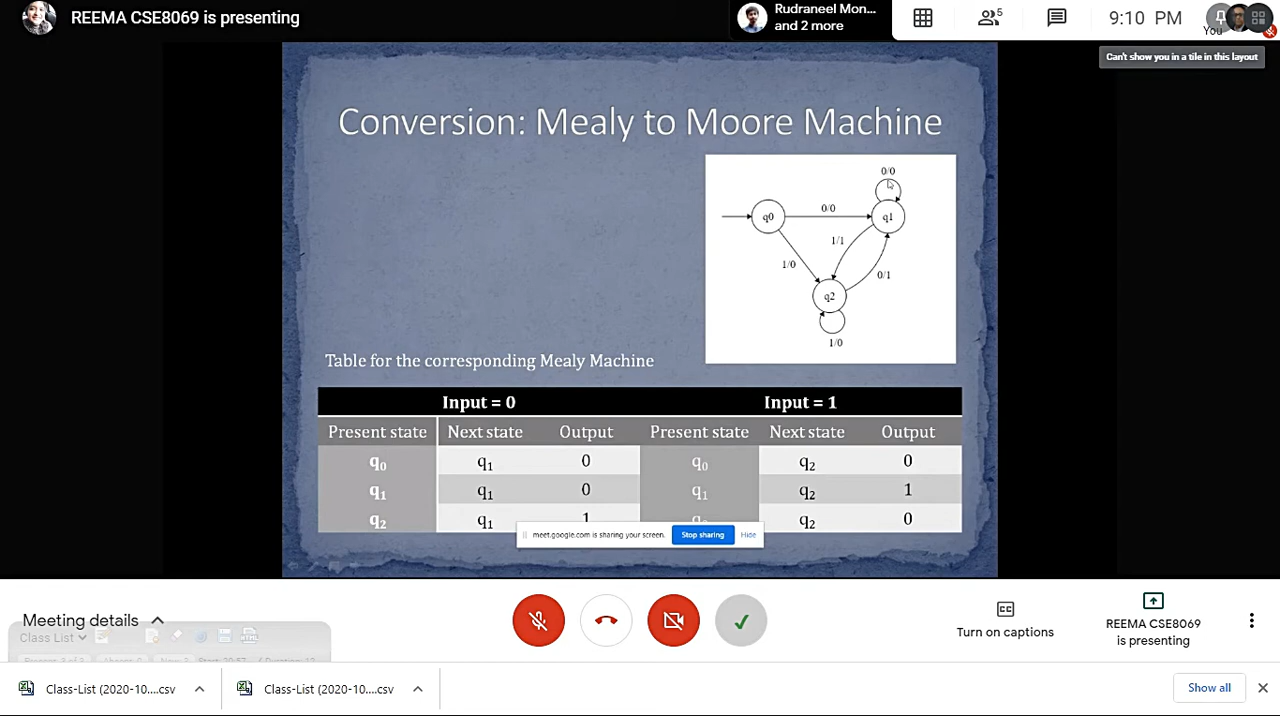 REEMA CSE8069 is presenting
Rudraneel Mon...
and 2 more
5
9:10 PM
You
Can't show you in a tile in this layout
Conversion: Mealy to Moore Machine
0/0
q0
0/0
q1
1/1
1/0
0/1
q2
1/0
Table for the corresponding Mealy Machine
Input = 0 Input = 1
Present state Next state Output Present state Next state Output
q₀ q₁ 0 q₀ q₂ 0
q₁ q₁ 0 q₁ q₂ 1
q₂ q₁ 1 q₂ 0
meet.google.com is sharing your screen. Stop sharing Hide
Meeting details
Class List
HTML
CC
Turn on captions
REEMA CSE8069
is presenting
Class-List (2020-10....csv
Class-List (2020-10....csv
Show all